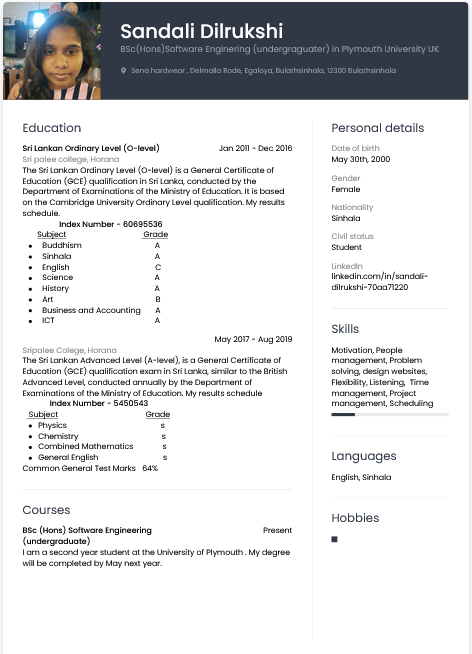 Sandali Dilrukshi
BSc(Hons)Software Enginering (undergraguater) in Plymouth University UK
Sena hardwear , Delmalla Rode, Egaloya, Bulathsinhala, 12300 Bulathsinhala
Education
Sri Lankan Ordinary Level (O-level) Jan 2011 - Dec 2016
Sri palee college, Horana
The Sri Lankan Ordinary Level (O-level) is a General Certificate of
Education (GCE) qualification in Sri Lanka, conducted by the
Department of Examinations of the Ministry of Education. It is based
on the Cambridge University Ordinary Level qualification. My results
schedule.
Index Number - 60695536
Subject Grade
• Buddhism A
• Sinhala A
• English C
• Science A
• History A
• Art B
• Business and Accounting A
• ICT A
May 2017 - Aug 2019
Sripalee Colege, Horana
The Sri Lankan Advanced Level (A-level), is a General Certificate of
Education (GCE) qualification exam in Sri Lanka, similar to the British
Advanced Level, conducted annually by the Department of
Examinations of the Ministry of Education. My results schedule
Index Number - 5450543
Subject Grade
• Physics s
• Chemistry s
• Combined Mathematics s
• General English s
Common General Test Marks 64%
Courses
BSc (Hons) Software Engineering Present
(undergraduate)
I am a second year student at the University of Plymouth . My degree
will be completed by May next year.
Personal details
Date of birth
May 30th, 2000
Gender
Female
Nationality
Sinhala
Civil status
Student
LinkedIn
linkedin.com/in/sandali-
dilrukshi-70aa71220
Skills
Motivation, People
management, Problem
solving, design websites,
Flexibility, Listening, Time
management, Project
management, Scheduling
Languages
English, Sinhala
Hobbies